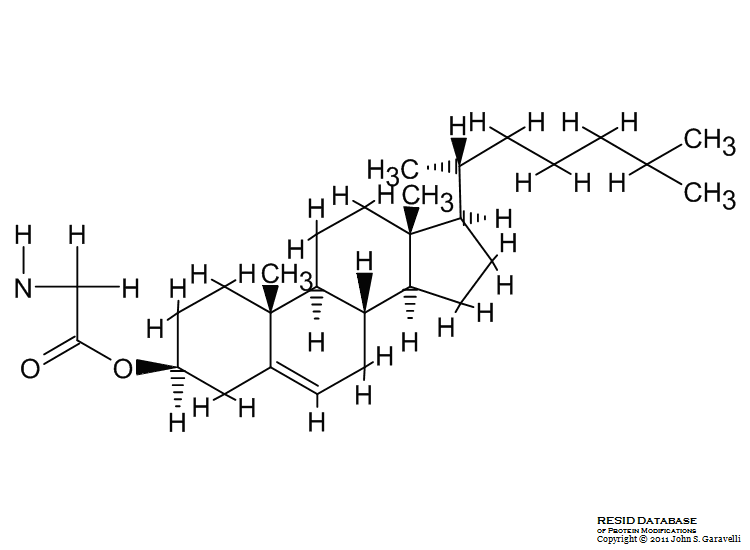 H H H H H
H₃C CH₃
H H H CH₃
H H CH₃
H H
H H H H
H
H H CH₃ H
N H H H
H H H H
H H
O O H
H H H
H H
RESID DATABASE
OF PROTEIN MODIFICATIONS
Copyright © 2011 John S. Garavelli